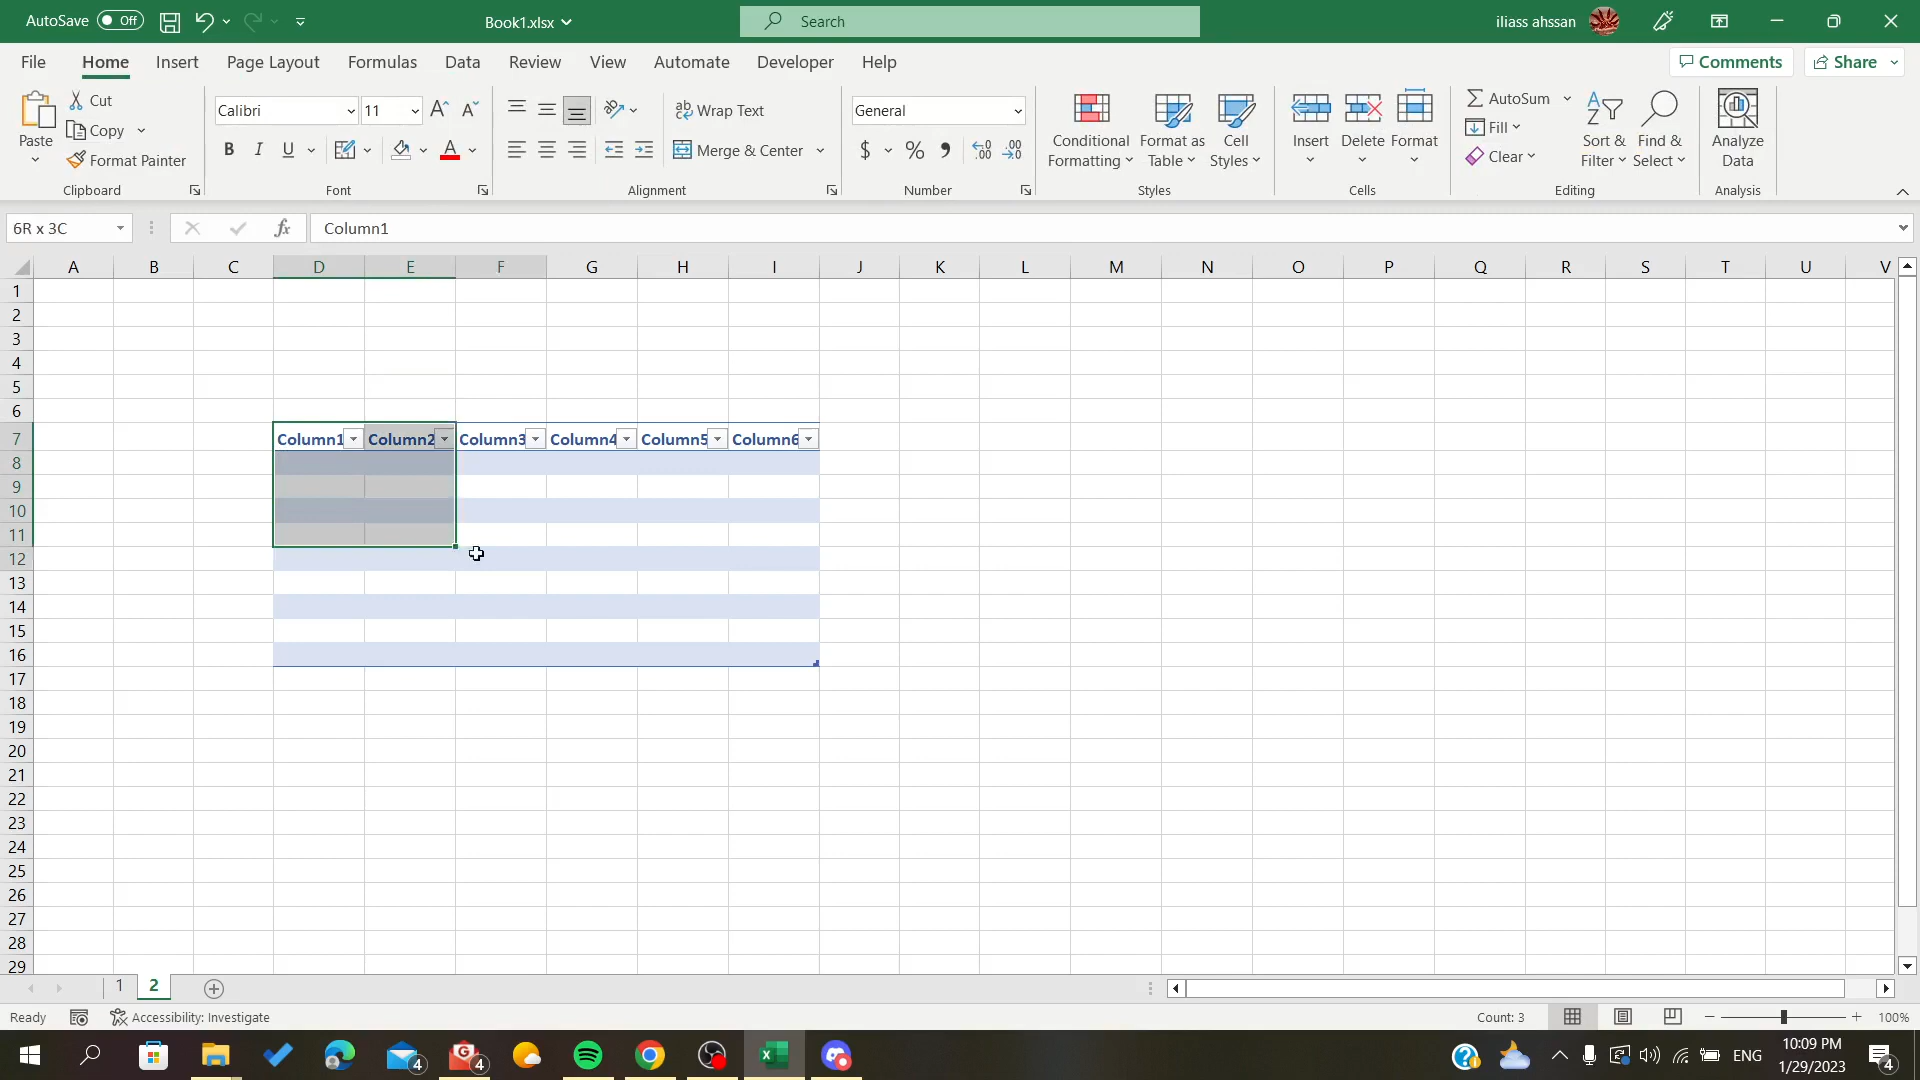 AutoSave Off Book1.xlsx Search iliass ahssan
File Home Insert Page Layout Formulas Data Review View Automate Developer Help Comments Share
Paste Cut Copy Format Painter Clipboard
Calibri 11 B I U A Font
Wrap Text Merge & Center Alignment
General $ % Number
Conditional Formatting Format as Table Cell Styles Styles
Insert Delete Format Cells
AutoSum Fill Clear Sort & Filter Find & Select Editing
Analyze Data Analysis
6R x 3C fx Column1
A B C D E F G H I J K L M N O P Q R S T U V
1
2
3
4
5
6
7 Column1 Column2 Column3 Column4 Column5 Column6
8
9
10
11
12
13
14
15
16
17
18
19
20
21
22
23
24
25
26
27
28
29
1 2
Ready Accessibility: Investigate Count: 3 100%
4 4 ENG 10:09 PM 4
1/29/2023